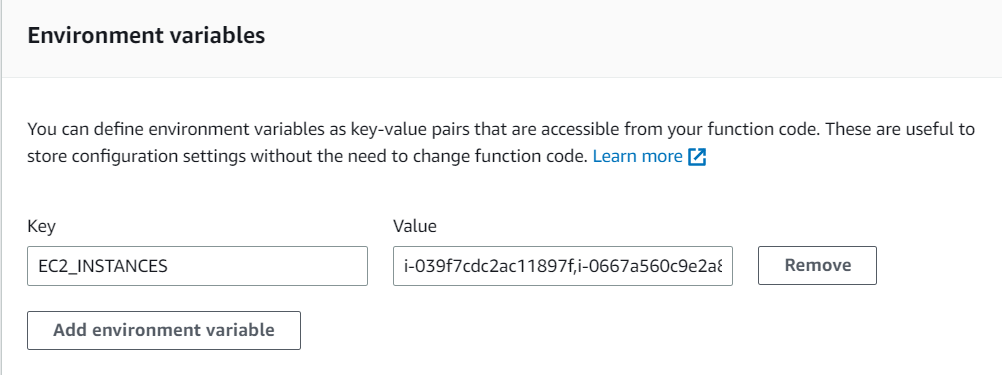 Environment variables
You can define environment variables as key-value pairs that are accessible from your function code. These are useful to
store configuration settings without the need to change function code. Learn more
Key
Value
EC2_INSTANCES
i-039f7cdc2ac11897f,i-0667a560c9e2a8
Remove
Add environment variable